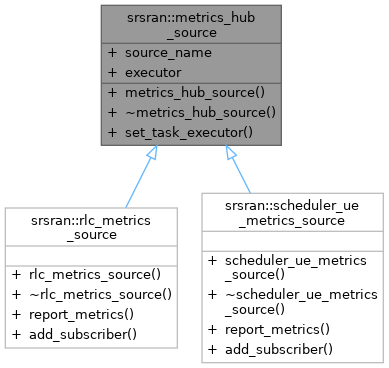 srsran::metrics_hub
_source
+ source_name
+ executor
+ metrics_hub_source()
+ ~metrics_hub_source()
+ set_task_executor()
srsran::rlc_metrics
_source
+ rlc_metrics_source()
+ ~rlc_metrics_source()
+ report_metrics()
+ add_subscriber()
srsran::scheduler_ue
_metrics_source
+ scheduler_ue_metrics
_source()
+ ~scheduler_ue_metrics
_source()
+ report_metrics()
+ add_subscriber()